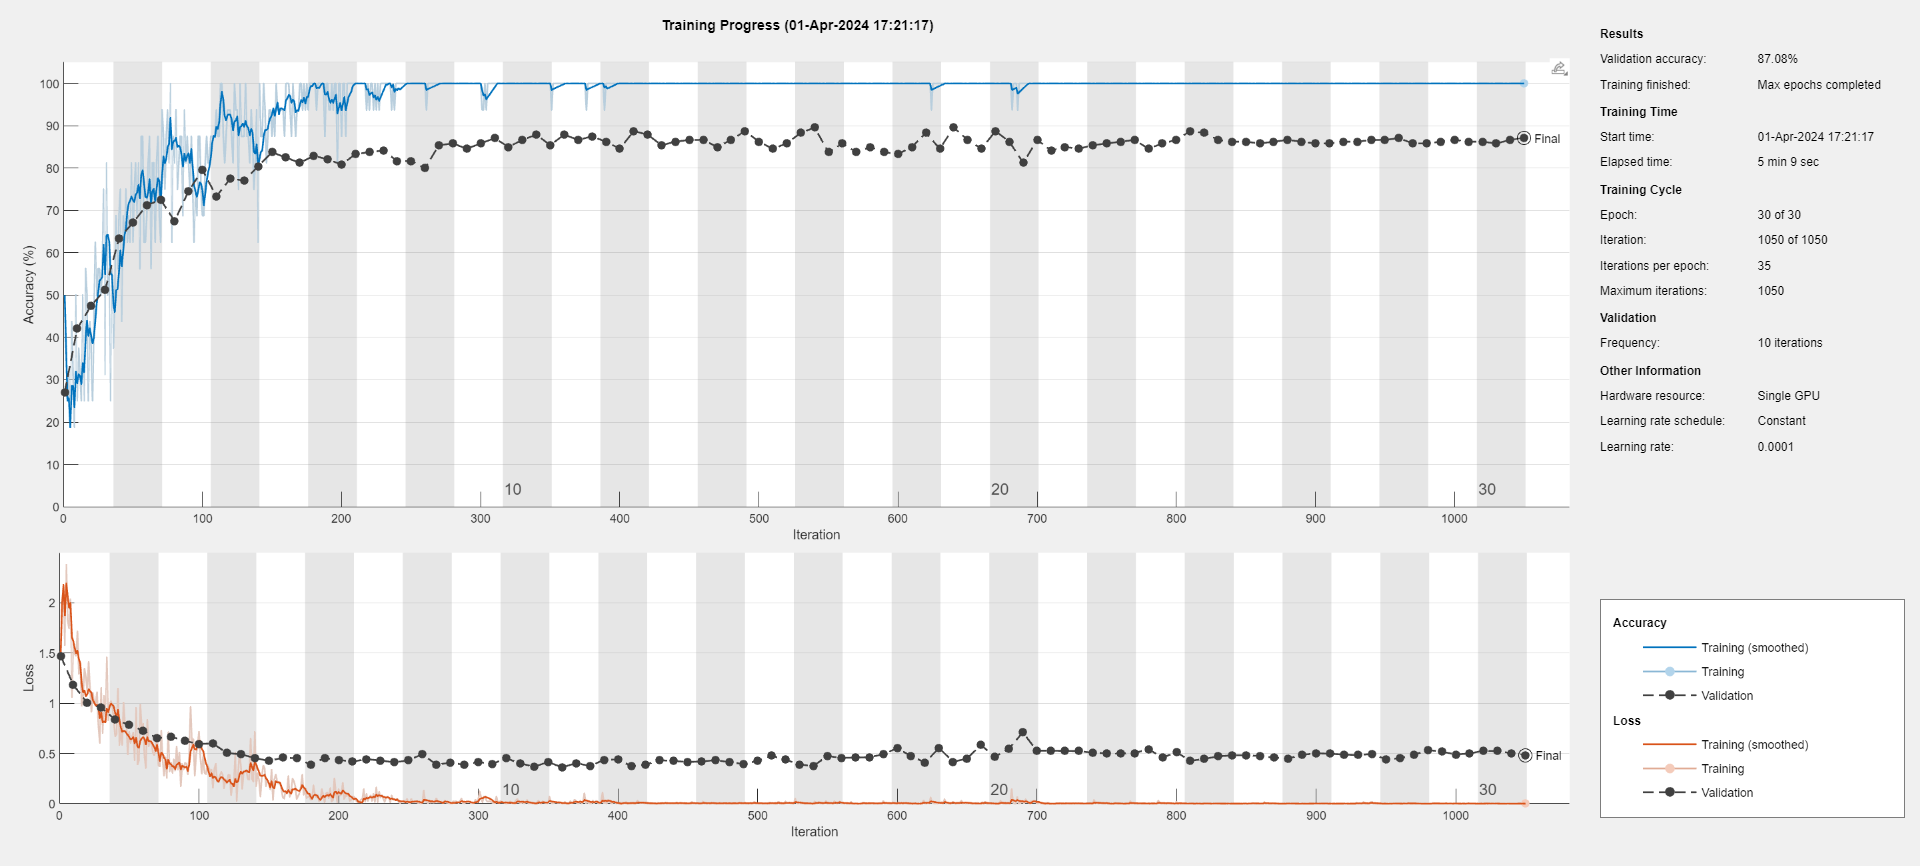 Training Progress (01-Apr-2024 17:21:17)
100
90
80
70
60
50
40
30
20
10
0
Accuracy (%)
10
20
30
Final
0
100
200
300
400
500
600
700
800
900
1000
Iteration
2
1.5
1
0.5
0
Loss
10
20
30
Final
0
100
200
300
400
500
600
700
800
900
1000
Iteration
Results
Validation accuracy: 87.08%
Training finished: Max epochs completed
Training Time
Start time: 01-Apr-2024 17:21:17
Elapsed time: 5 min 9 sec
Training Cycle
Epoch: 30 of 30
Iteration: 1050 of 1050
Iterations per epoch: 35
Maximum iterations: 1050
Validation
Frequency: 10 iterations
Other Information
Hardware resource: Single GPU
Learning rate schedule: Constant
Learning rate: 0.0001
Accuracy
Training (smoothed)
Training
Validation
Loss
Training (smoothed)
Training
Validation